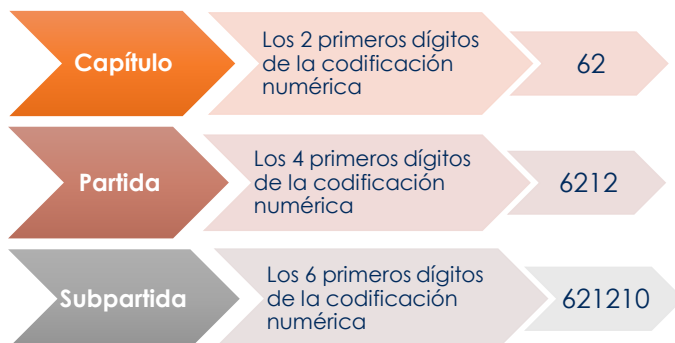 Capítulo
Los 2 primeros dígitos
de la codificación
numérica
62
Partida
Los 4 primeros dígitos
de la codificación
numérica
6212
Subpartida
Los 6 primeros dígitos
de la codificación
numérica
621210